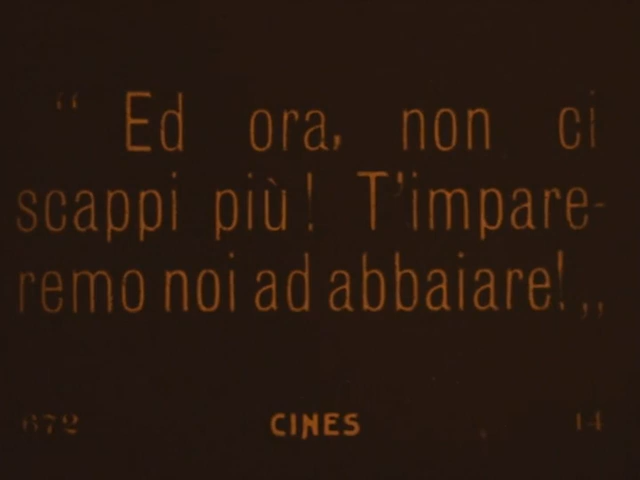 “ Ed ora, non ci
scappi più! T'impare-
remo noi ad abbaiare! „
672 CINES 14